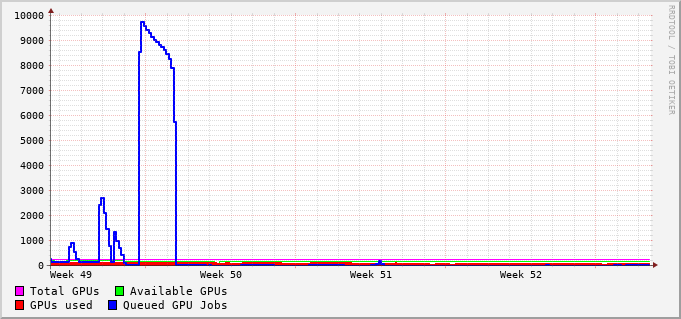 10000
9000
8000
7000
6000
5000
4000
3000
2000
1000
0
Week 49 Week 50 Week 51 Week 52
Total GPUs Available GPUs
GPUs used Queued GPU Jobs
RRDTOOL / TOBI OETIKER